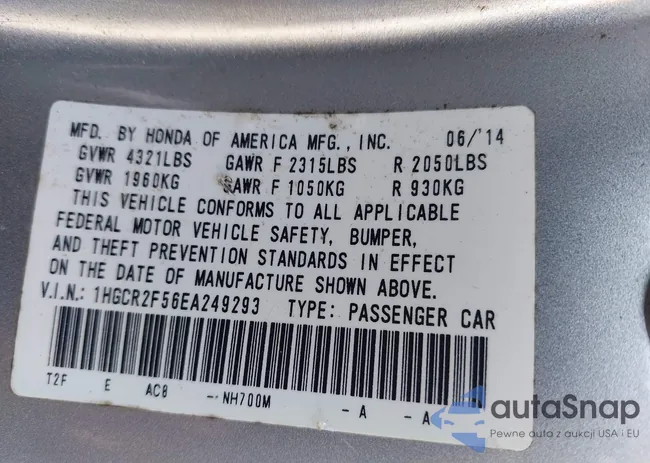 MFD. BY HONDA OF AMERICA MFG., INC. 06/'14
GVWR 4321LBS GAWR F 2315LBS R 2050LBS
GVWR 1960KG GAWR F 1050KG R 930KG
THIS VEHICLE CONFORMS TO ALL APPLICABLE
FEDERAL MOTOR VEHICLE SAFETY, BUMPER,
AND THEFT PREVENTION STANDARDS IN EFFECT
ON THE DATE OF MANUFACTURE SHOWN ABOVE.
V.I.N.: 1HGCR2F56EA249293 TYPE: PASSENGER CAR
T2F E AC8 - NH700M - A - A
autaSnap
Pewne auta z aukcji USA i EU